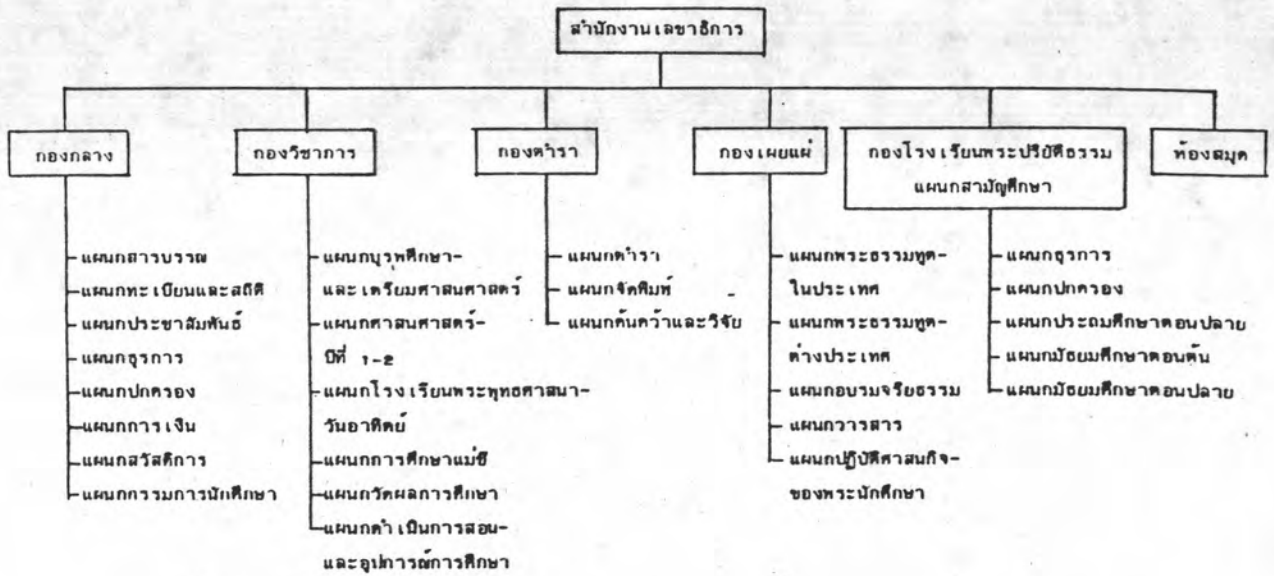 สำนักงานเลขาธิการ
กองกลาง
แผนกสารบรรณ
แผนกทะเบียนและสถิติ
แผนกประชาสัมพันธ์
แผนกธุรการ
แผนกปกครอง
แผนกการเงิน
แผนกสวัสดิการ
แผนกกรรมการนักศึกษา
กองวิชาการ
แผนกบุรพศึกษา-
และเตรียมศาสนศาสตร์
แผนกศาสนศาสตร์-
ปีที่ 1-2
แผนกโรงเรียนพระพุทธศาสนา-
วันอาทิตย์
แผนกการศึกษาแม่ชี
แผนกวัดผลการศึกษา
แผนกดำเนินการสอน-
และอุปการณ์การศึกษา
กองตำรา
แผนกตำรา
แผนกจัดพิมพ์
แผนกค้นคว้าและวิจัย
กองเผยแผ่
แผนกพระธรรมทูต-
ในประเทศ
แผนกพระธรรมทูต-
ต่างประเทศ
แผนกอบรมจริยธรรม
แผนกวารสาร
แผนกปฏิบัติศาสนกิจ-
ของพระนักศึกษา
กองโรงเรียนพระปริยัติธรรม
แผนกสามัญศึกษา
แผนกธุรการ
แผนกปกครอง
แผนกประถมศึกษาตอนปลาย
แผนกมัธยมศึกษาตอนต้น
แผนกมัธยมศึกษาตอนปลาย
ห้องสมุด